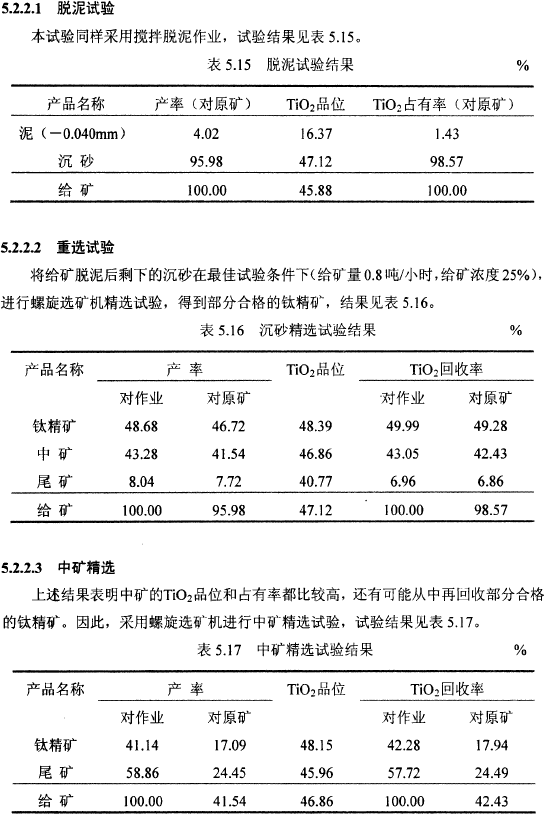 5.2.2.1 脱泥试验
本试验同样采用搅拌脱泥作业，试验结果见表 5.15。
表 5.15 脱泥试验结果 %
产品名称 产率（对原矿） TiO2品位 TiO2占有率（对原矿）
泥（－0.040mm） 4.02 16.37 1.43
沉 砂 95.98 47.12 98.57
给 矿 100.00 45.88 100.00
5.2.2.2 重选试验
将给矿脱泥后剩下的沉砂在最佳试验条件下（给矿量 0.8 吨/小时，给矿浓度 25%），
进行螺旋选矿机精选试验，得到部分合格的钛精矿，结果见表 5.16。
表 5.16 沉砂精选试验结果 %
产品名称 产 率 TiO2品位 TiO2回收率
对作业 对原矿 对作业 对原矿
钛精矿 48.68 46.72 48.39 49.99 49.28
中 矿 43.28 41.54 46.86 43.05 42.43
尾 矿 8.04 7.72 40.77 6.96 6.86
给 矿 100.00 95.98 47.12 100.00 98.57
5.2.2.3 中矿精选
上述结果表明中矿的TiO2品位和占有率都比较高，还有可能从中再回收部分合格
的钛精矿。因此，采用螺旋选矿机进行中矿精选试验，试验结果见表 5.17。
表 5.17 中矿精选试验结果 %
产品名称 产 率 TiO2品位 TiO2回收率
对作业 对原矿 对作业 对原矿
钛精矿 41.14 17.09 48.15 42.28 17.94
尾 矿 58.86 24.45 45.96 57.72 24.49
给 矿 100.00 41.54 46.86 100.00 42.43